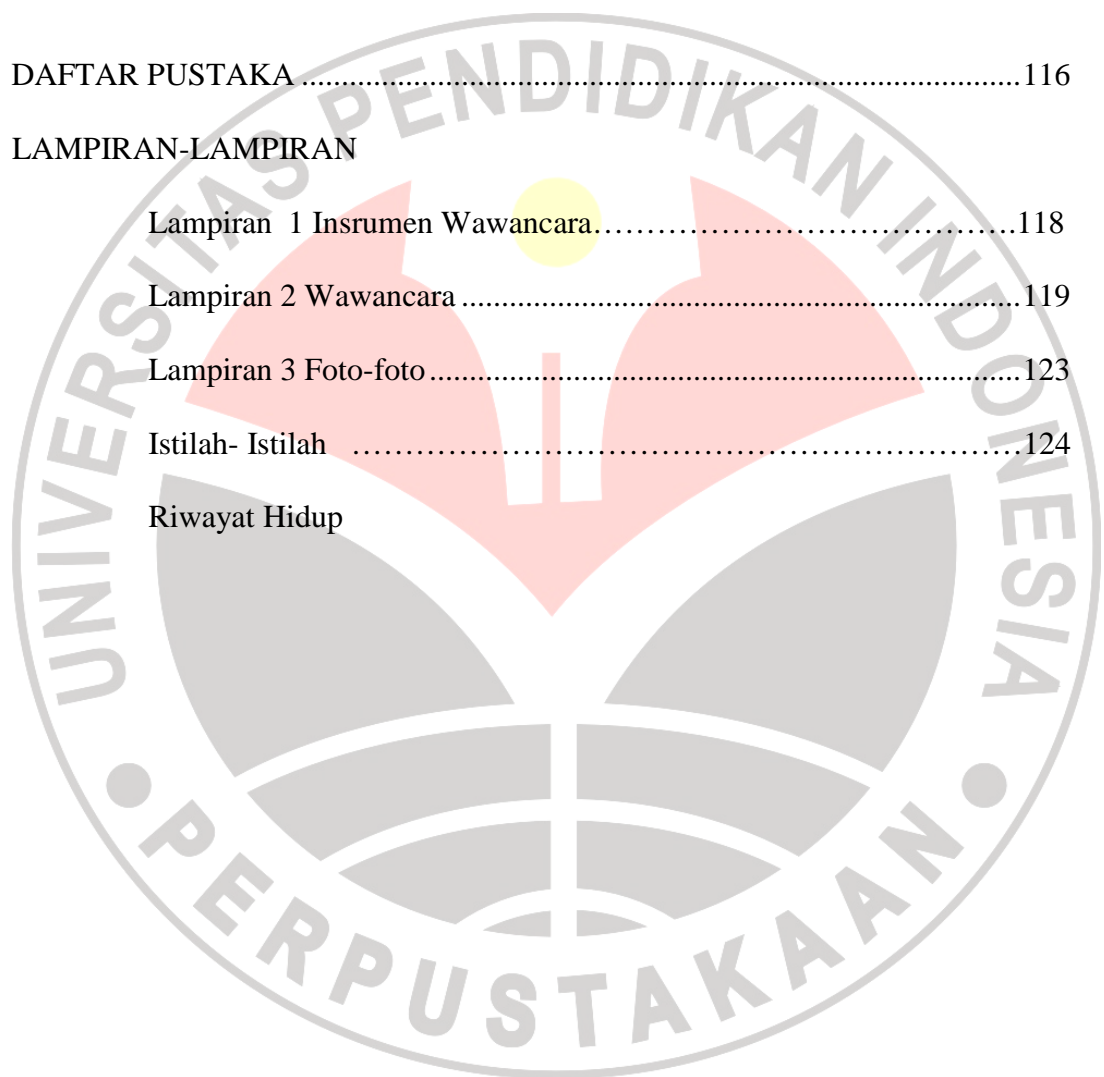 DAFTAR PUSTAKA ............................................................................................116
LAMPIRAN-LAMPIRAN
Lampiran  1 Insrumen Wawancara………………………………………….118
Lampiran 2 Wawancara ........................................................................119
Lampiran 3 Foto-foto ............................................................................123
Istilah- Istilah   …………………………………………………………………124
Riwayat Hidup
UNIVERSITAS PENDIDIKAN INDONESIA
PERPUSTAKAAN